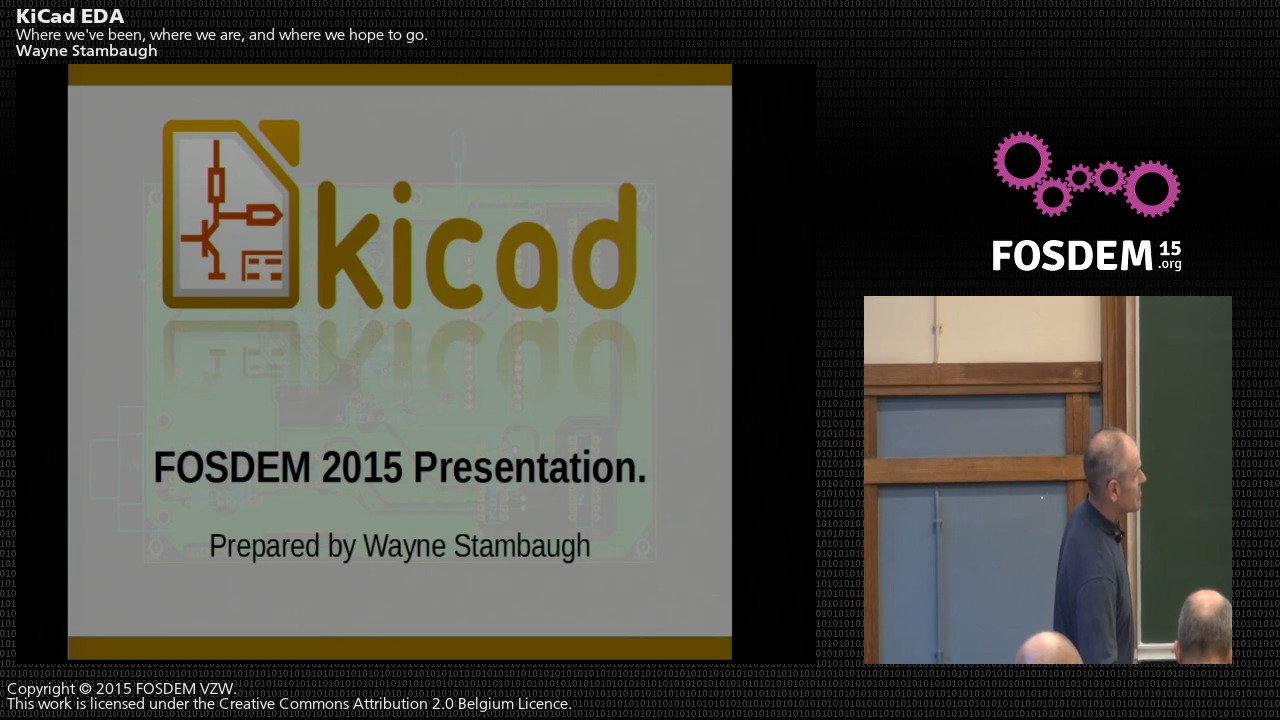 KiCad EDA
Where we've been, where we are, and where we hope to go.
Wayne Stambaugh
kicad
FOSDEM 2015 Presentation.
Prepared by Wayne Stambaugh
FOSDEM 15
.org
Copyright © 2015 FOSDEM VZW.
This work is licensed under the Creative Commons Attribution 2.0 Belgium Licence.